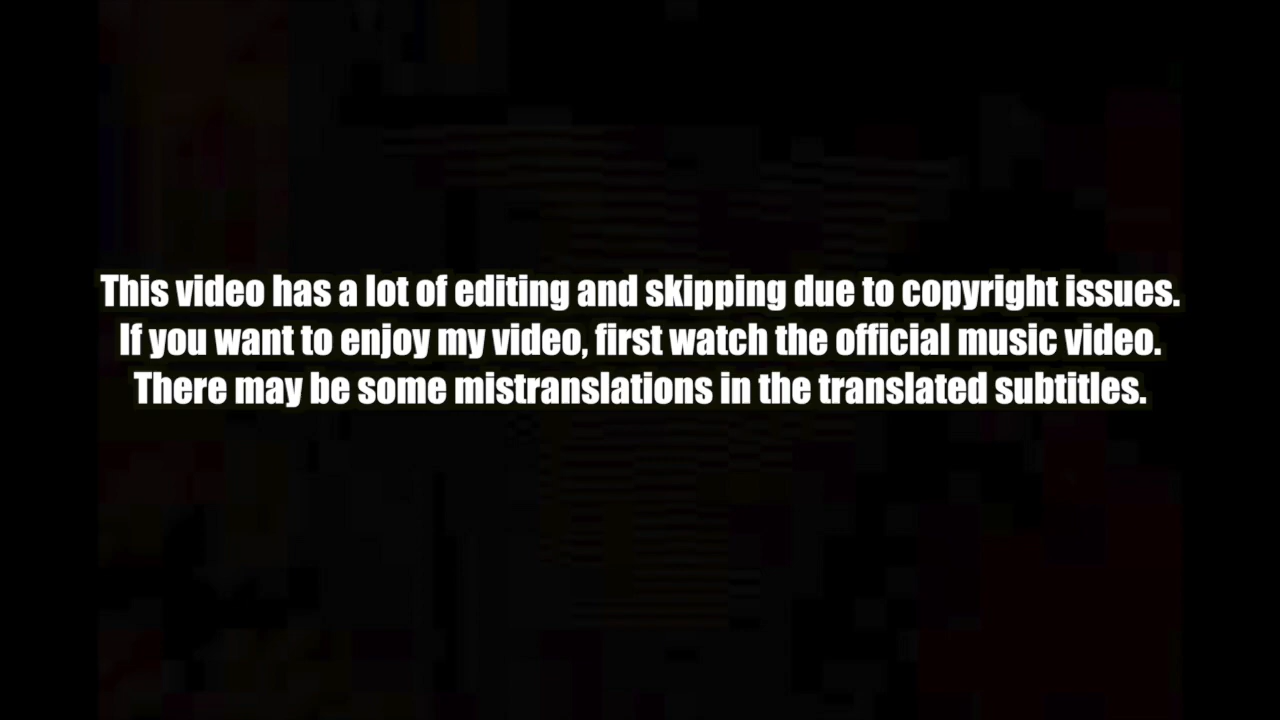 This video has a lot of editing and skipping due to copyright issues.
If you want to enjoy my video, first watch the official music video.
There may be some mistranslations in the translated subtitles.